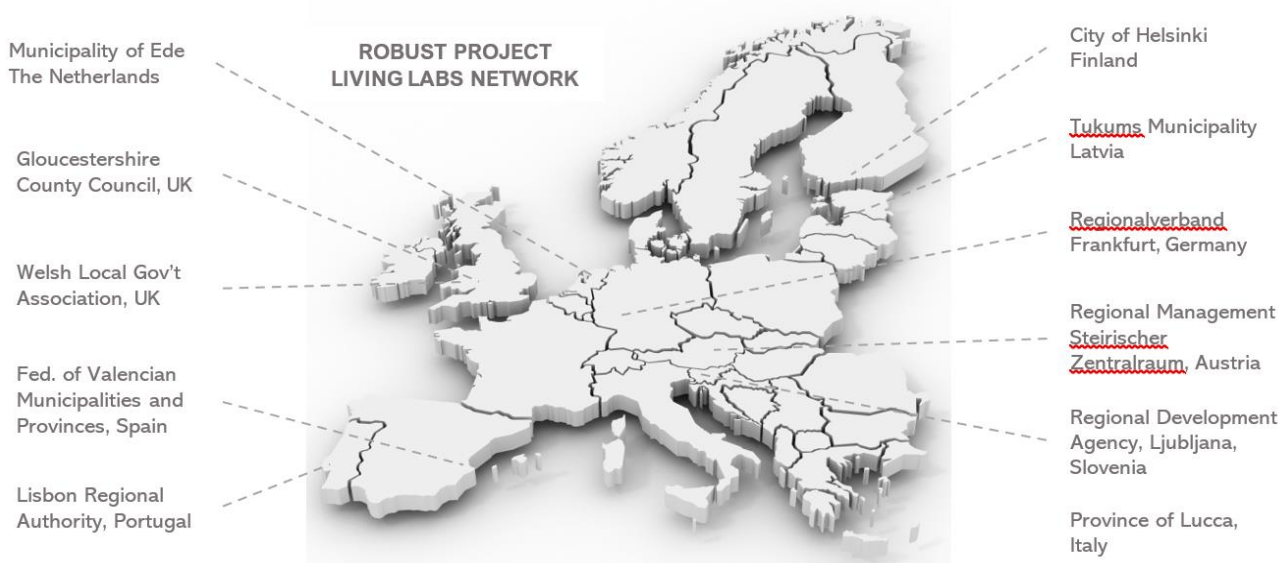 ROBUST PROJECT
LIVING LABS NETWORK
Municipality of Ede
The Netherlands
Gloucestershire
County Council, UK
Welsh Local Gov't
Association, UK
Fed. of Valencian
Municipalities and
Provinces, Spain
Lisbon Regional
Authority, Portugal
City of Helsinki
Finland
Tukums Municipality
Latvia
Regionalverband
Frankfurt, Germany
Regional Management
Steirischer
Zentralraum, Austria
Regional Development
Agency, Ljubljana,
Slovenia
Province of Lucca,
Italy